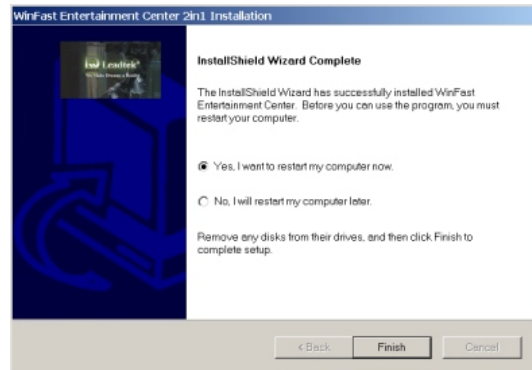 WinFast Entertainment Center 2in1 Installation
Leadtek
InstallShield Wizard Complete
The InstallShield Wizard has successfully installed WinFast
Entertainment Center. Before you can use the program, you must
restart your computer.
Yes, I want to restart my computer now.
No, I will restart my computer later.
Remove any disks from their drives, and then click Finish to
complete setup.
< Back
Finish
Cancel